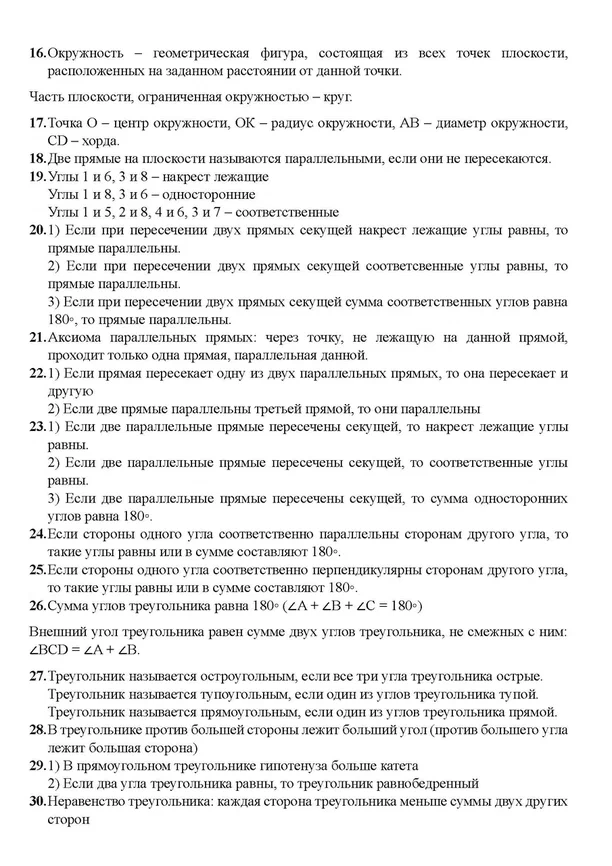 16. Окружность – геометрическая фигура, состоящая из всех точек плоскости,
расположенных на заданном расстоянии от данной точки.
Часть плоскости, ограниченная окружностью – круг.
17. Точка О – центр окружности, ОК – радиус окружности, АВ – диаметр окружности,
CD – хорда.
18. Две прямые на плоскости называются параллельными, если они не пересекаются.
19. Углы 1 и 6, 3 и 8 – накрест лежащие
Углы 1 и 8, 3 и 6 – односторонние
Углы 1 и 5, 2 и 8, 4 и 6, 3 и 7 – соответственные
20. 1) Если при пересечении двух прямых секущей накрест лежащие углы равны, то
прямые параллельны.
2) Если при пересечении двух прямых секущей соответсвенные углы равны, то
прямые параллельны.
3) Если при пересечении двух прямых секущей сумма соответственных углов равна
180◦, то прямые параллельны.
21. Аксиома параллельных прямых: через точку, не лежащую на данной прямой,
проходит только одна прямая, параллельная данной.
22. 1) Если прямая пересекает одну из двух параллельных прямых, то она пересекает и
другую
2) Если две прямые параллельны третьей прямой, то они параллельны
23. 1) Если две параллельные прямые пересечены секущей, то накрест лежащие углы
равны.
2) Если две параллельные прямые пересечены секущей, то соответственные углы
равны.
3) Если две параллельные прямые пересечены секущей, то сумма односторонних
углов равна 180◦.
24. Если стороны одного угла соответственно параллельны сторонам другого угла, то
такие углы равны или в сумме составляют 180◦.
25. Если стороны одного угла соответственно перпендикулярны сторонам другого угла,
то такие углы равны или в сумме составляют 180◦.
26. Сумма углов треугольника равна 180◦ (∠A + ∠B + ∠C = 180◦)
Внешний угол треугольника равен сумме двух углов треугольника, не смежных с ним:
∠BCD = ∠A + ∠B.
27. Треугольник называется остроугольным, если все три угла треугольника острые.
Треугольник называется тупоугольным, если один из углов треугольника тупой.
Треугольник называется прямоугольным, если один из углов треугольника прямой.
28. В треугольнике против большей стороны лежит больший угол (против большего угла
лежит большая сторона)
29. 1) В прямоугольном треугольнике гипотенуза больше катета
2) Если два угла треугольника равны, то треугольник равнобедренный
30. Неравенство треугольника: каждая сторона треугольника меньше суммы двух других
сторон